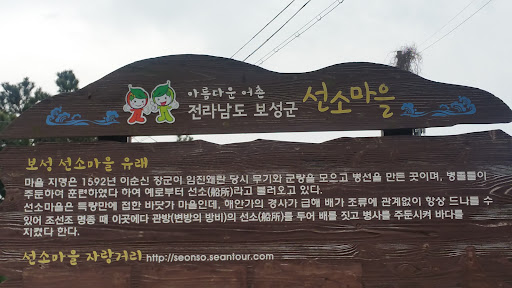 아름다운 어촌
전라남도 보성군 선소마을
보성 선소마을 유래
마을 지명은 1592년 이순신 장군이 임진왜란 당시 무기와 군량을 모으고 병선을 만든 곳이며, 병졸들이
주둔하여 훈련하였다 하여 예로부터 선소(船所)라고 불러오고 있다.
선소마을은 득량만에 접한 바닷가 마을인데, 해안가의 경사가 급해 배가 조류에 관계없이 항상 드나들 수
있어 조선조 명종 때 이곳에다 관방(변방의 방비)의 선소(船所)를 두어 배를 짓고 병사를 주둔시켜 바다를
지켰다 한다.
선소마을 자랑거리 http://seonso.seantour.com